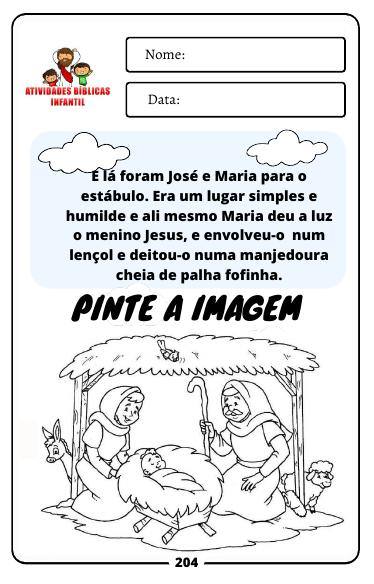 ATIVIDADES BÍBLICAS
INFANTIL
Nome:
Data:
E lá foram José e Maria para o
estábulo. Era um lugar simples e
humilde e ali mesmo Maria deu a luz
o menino Jesus, e envolveu-o num
lençol e deitou-o numa manjedoura
cheia de palha fofinha.
PINTE A IMAGEM
204